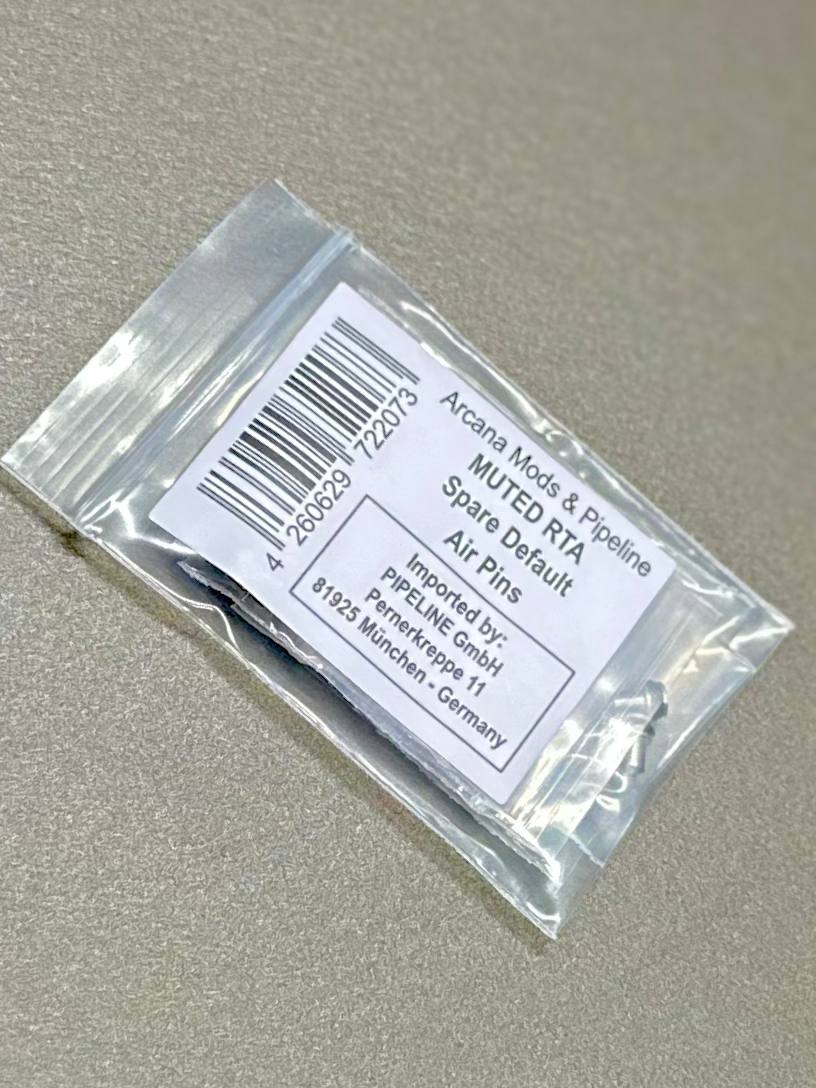 Arcana Mods & Pipeline
MUTED RTA
Spare Default
Air Pins
Imported by:
PIPELINE GmbH
Pernerkreppe 11
81925 München - Germany
4 260629 722073